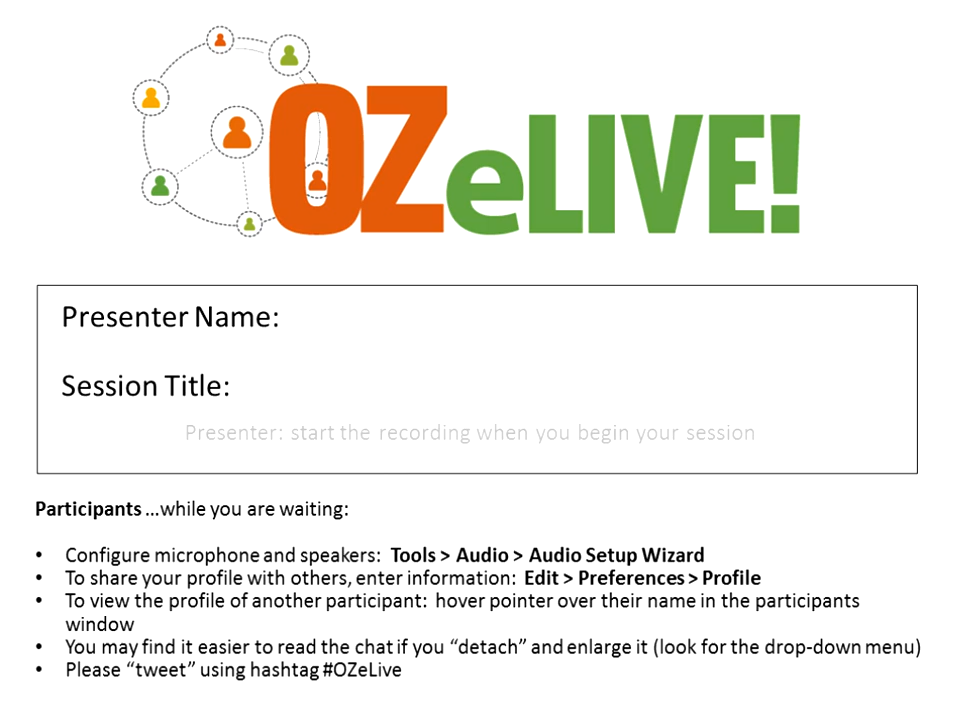 OZeLIVE!
Presenter Name:
Session Title:
Presenter: start the recording when you begin your session
Participants ...while you are waiting:
• Configure microphone and speakers: Tools > Audio > Audio Setup Wizard
• To share your profile with others, enter information: Edit > Preferences > Profile
• To view the profile of another participant: hover pointer over their name in the participants
window
• You may find it easier to read the chat if you “detach” and enlarge it (look for the drop-down menu)
• Please “tweet” using hashtag #OZeLive